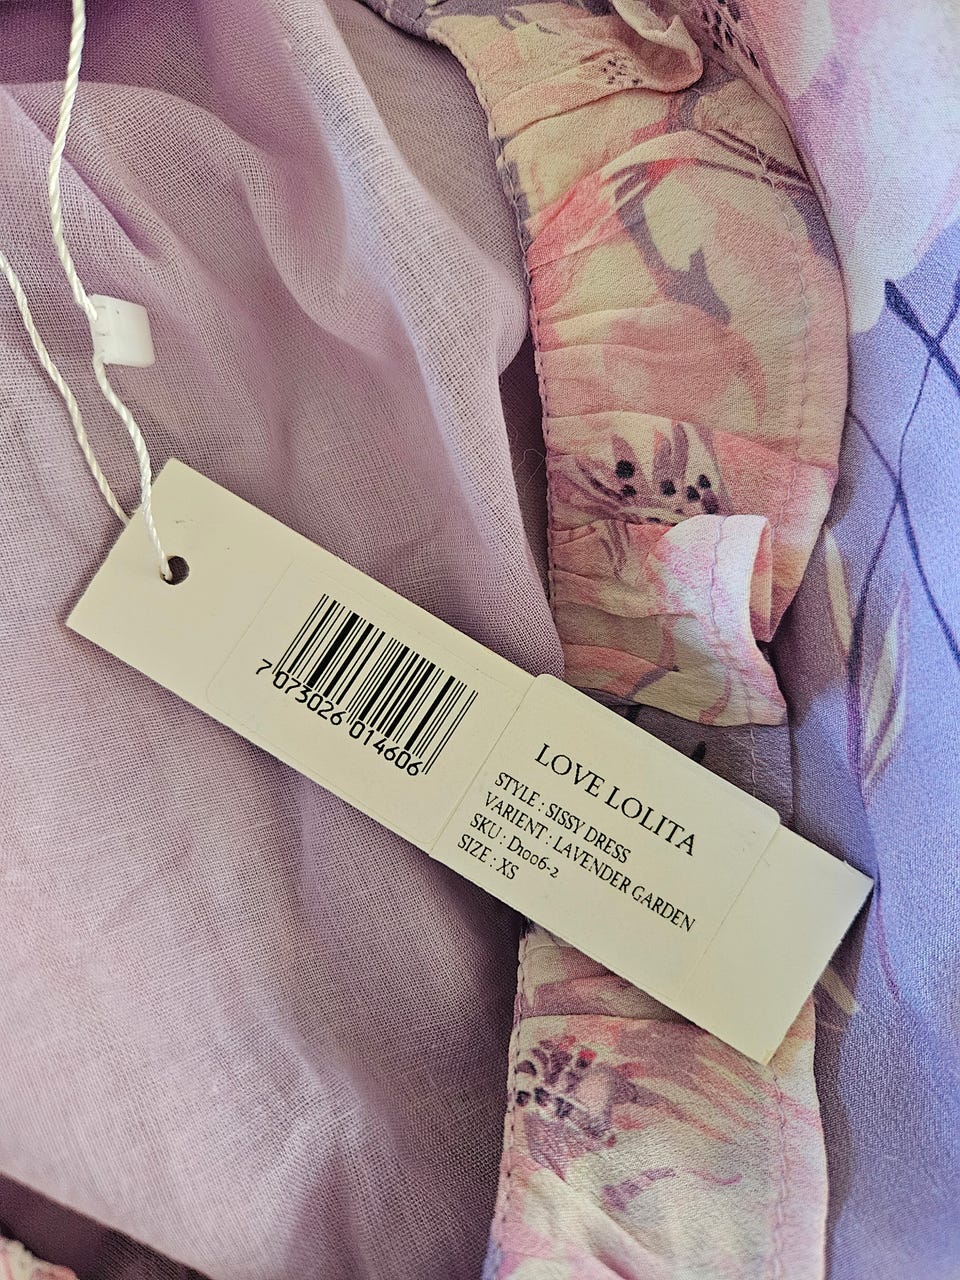 7 073026 014606
LOVE LOLITA
STYLE : SISSY DRESS
VARIENT : LAVENDER GARDEN
SKU : D1006-2
SIZE : XS